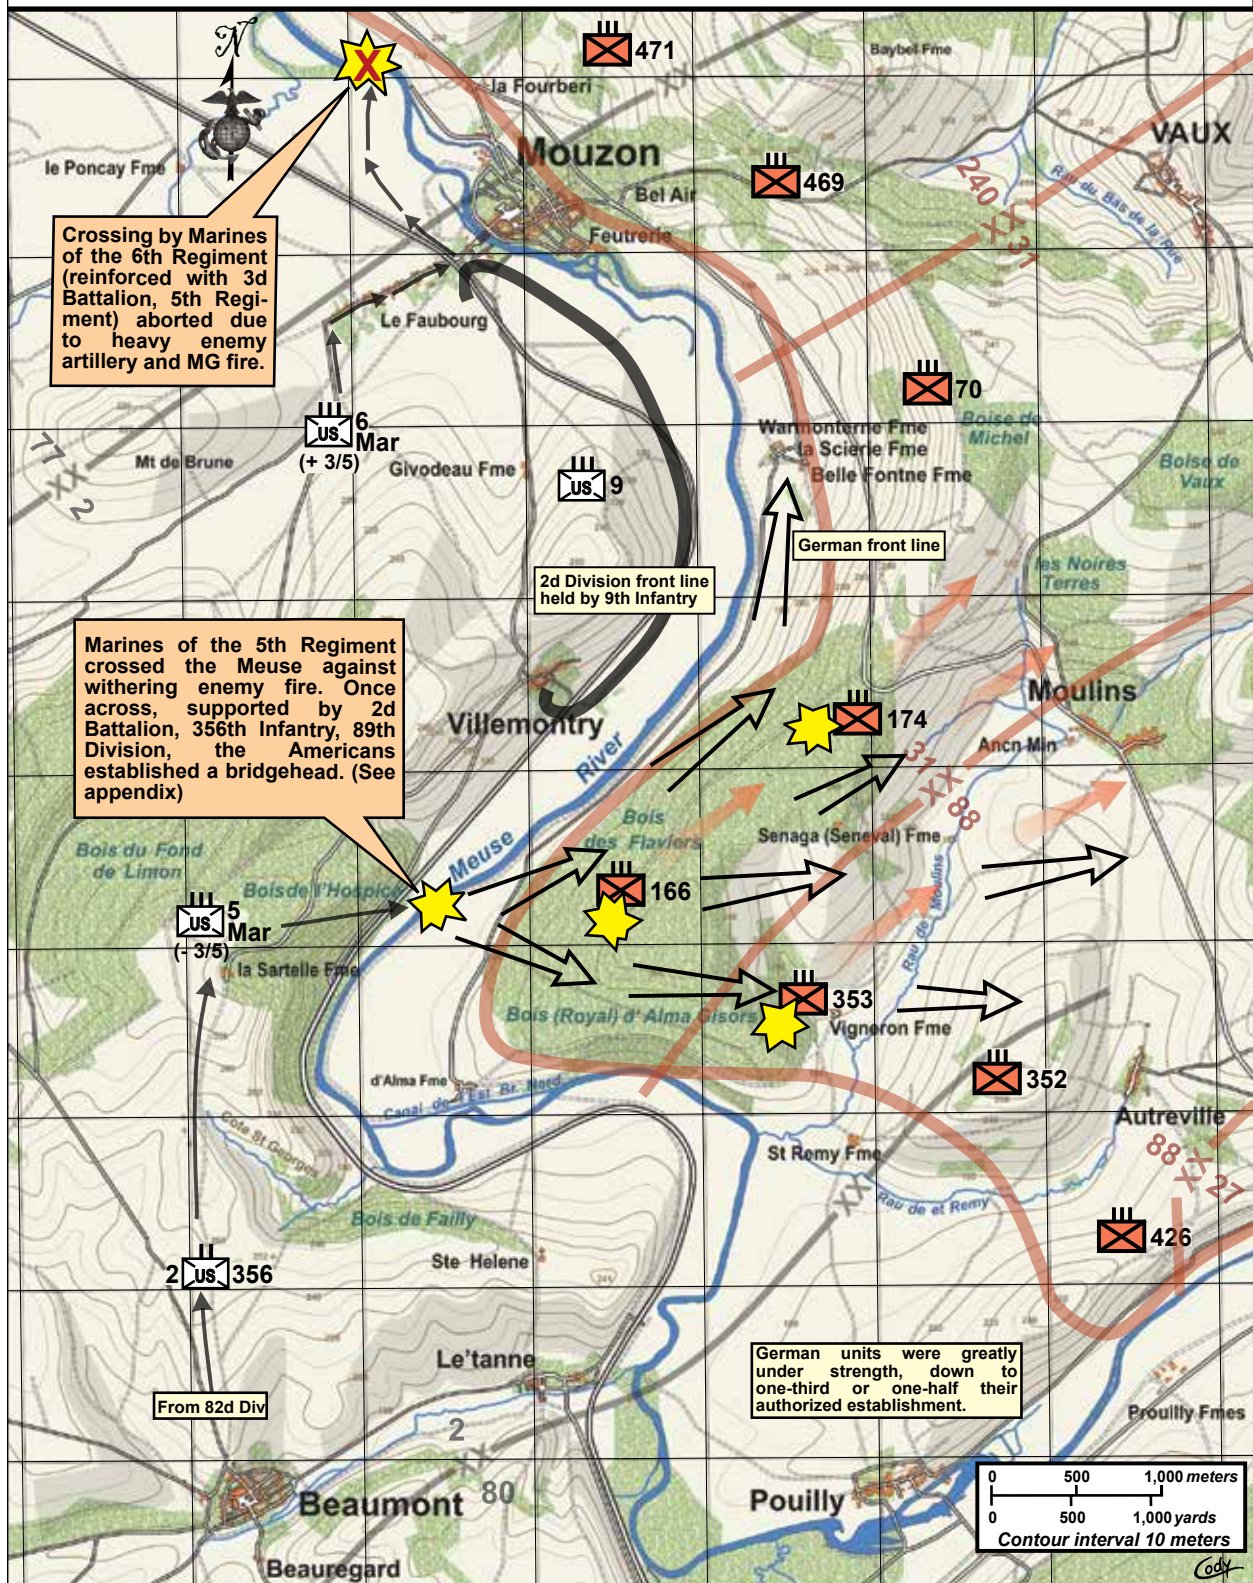 N
471
Baybel Fme
X
la Fourberi
XX
VAUX
Mouzon
le Poncay Fme
469
Bel Air
240
XX
31
Rau du Bas de la Rue
Feutrerie
Crossing by Marines
of the 6th Regiment
(reinforced with 3d
Battalion, 5th Regi-
ment) aborted due
to heavy enemy
artillery and MG fire.
Le Faubourg
70
Boise de
Michel
6
Mar
US
(+ 3/5)
Warmonterne Fme
la Scierie Fme
Belle Fontne Fme
77
XX
2
Mt de Brune
Givodeau Fme
US
9
Boise de
Vaux
German front line
2d Division front line
held by 9th Infantry
les Noires
Terres
Marines of the 5th Regiment
crossed the Meuse against
withering enemy fire. Once
across, supported by 2d
Battalion, 356th Infantry, 89th
Division, the Americans
established a bridgehead. (See
appendix)
Villemontry
Moulins
174
Ancn Min
River
31
XX
88
Bois
des Flaviers
Senaga (Seneval) Fme
Meuse
Bois du Fond
de Limon
Bois de l'Hospice
166
5
Mar
US
(- 3/5)
Rau de Moulins
la Sartelle Fme
353
Bois (Royal) d' Alma Gisors
Vigneron Fme
352
d'Alma Fme
Canal de l'Est Br. Nord
Autreville
Cote St Georges
St Remy Fme
88
XX
27
XX
Rau de et Remy
Bois de Failly
426
Ste Helene
2 US 356
Le'tanne
German units were greatly
under strength, down to
one-third or one-half their
authorized establishment.
From 82d Div
Prouilly Fmes
2
XX
80
Beaumont
Pouilly
0 500 1,000 meters
0 500 1,000 yards
Contour interval 10 meters
Beauregard
Cody